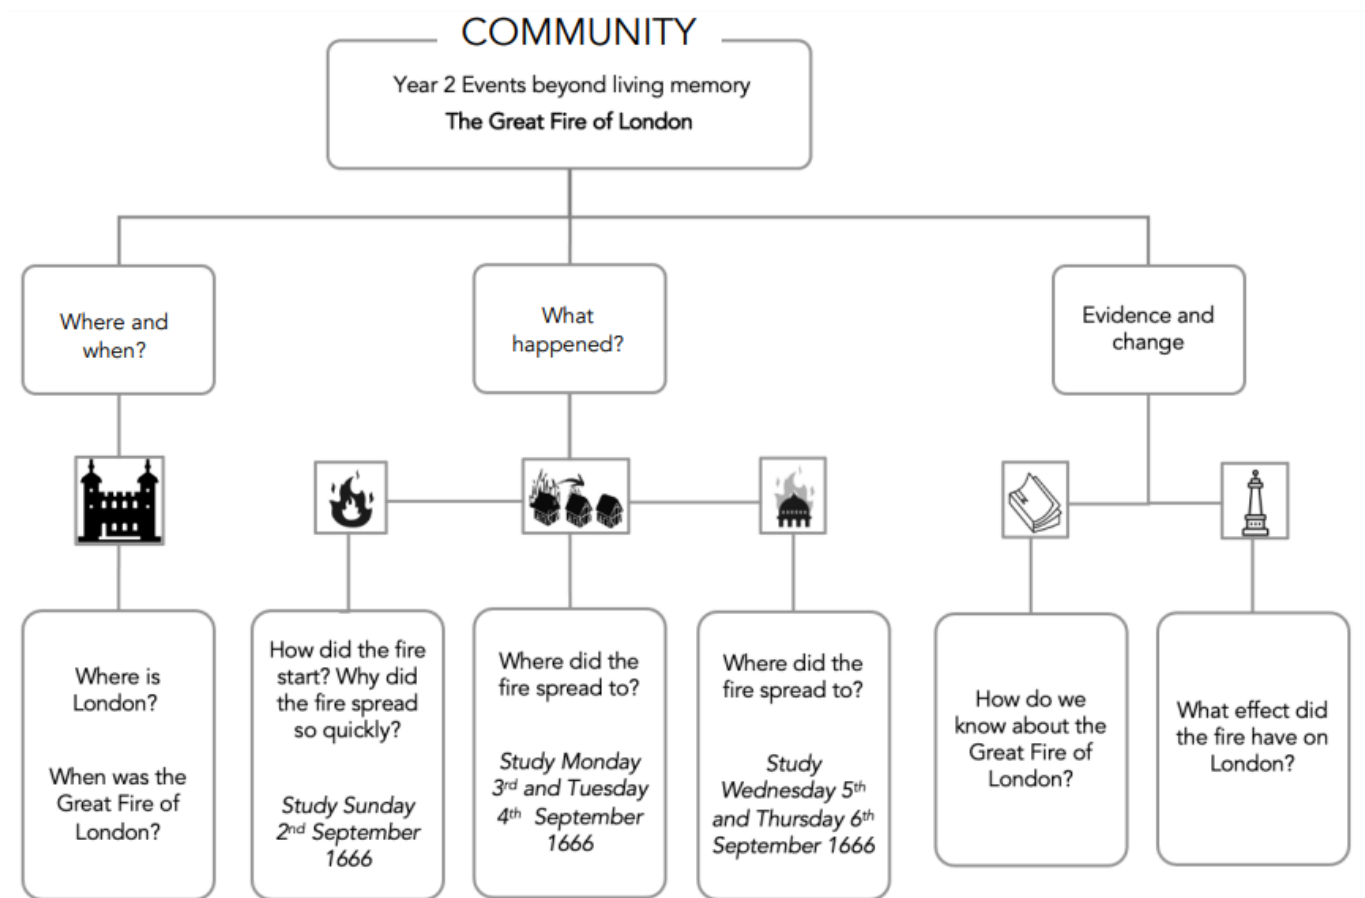 COMMUNITY
Year 2 Events beyond living memory
The Great Fire of London
Where and
when?
What
happened?
Evidence and
change
Where is
London?
When was the
Great Fire of
London?
How did the fire
start? Why did
the fire spread
so quickly?
Study Sunday
2nd September
1666
Where did the
fire spread to?
Study Monday
3rd and Tuesday
4th September
1666
Where did the
fire spread to?
Study
Wednesday 5th
and Thursday 6th
September 1666
How do we
know about the
Great Fire of
London?
What effect did
the fire have on
London?